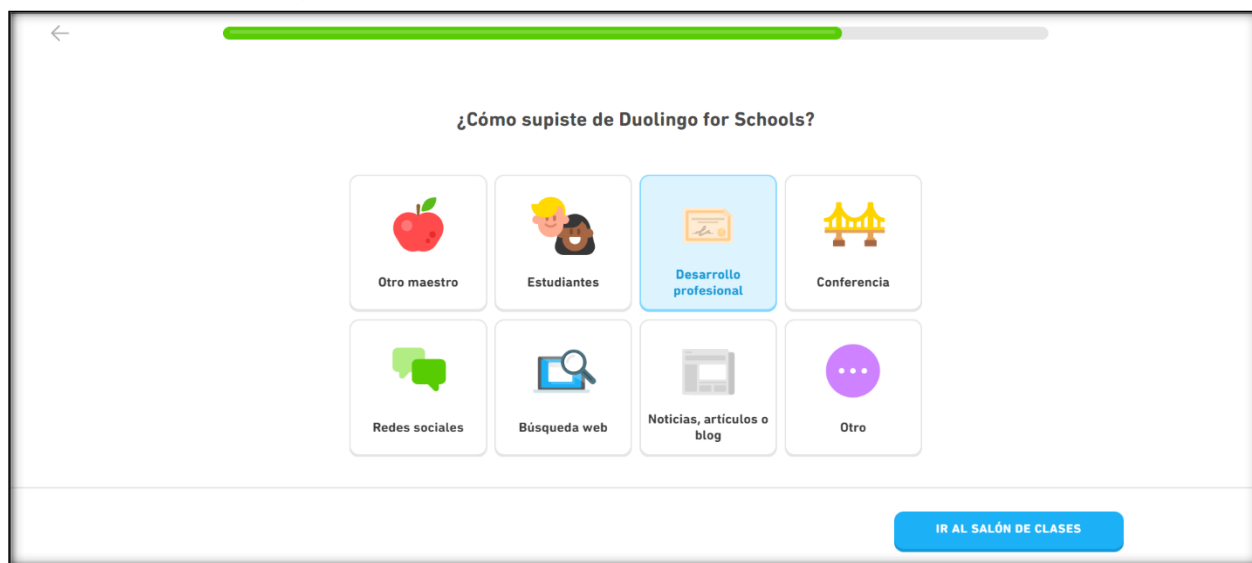 ¿Cómo supiste de Duolingo for Schools?
Otro maestro
Estudiantes
Desarrollo
profesional
Conferencia
Redes sociales
Búsqueda web
Noticias, artículos o
blog
Otro
IR AL SALÓN DE CLASES